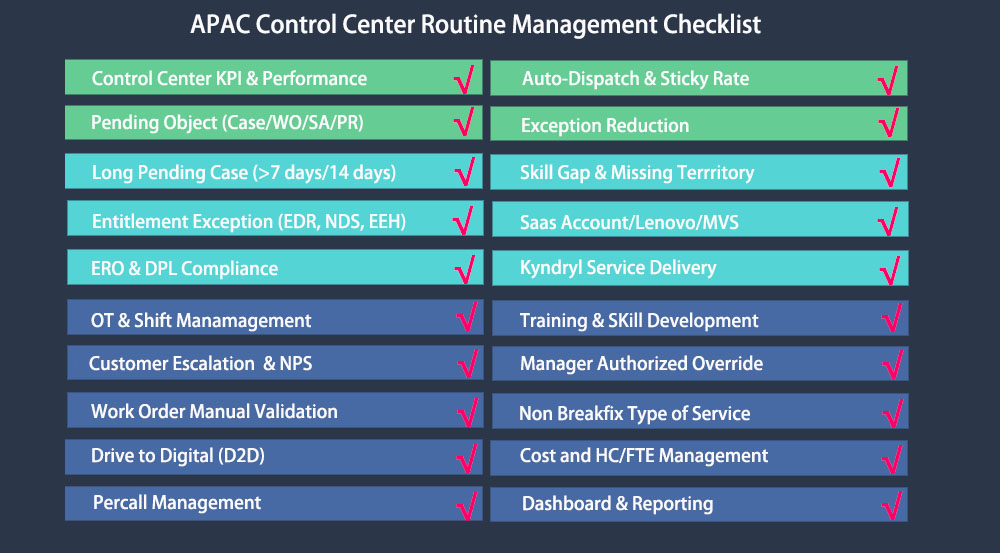 APAC Control Center Routine Management Checklist
Control Center KPI & Performance
Auto-Dispatch & Sticky Rate
Pending Object (Case/WO/SA/PR)
Exception Reduction
Long Pending Case (>7 days/14 days)
Skill Gap & Missing Terrritory
Entitlement Exception (EDR, NDS, EEH)
Saas Account/Lenovo/MVS
ERO & DPL Compliance
Kyndryl Service Delivery
OT & Shift Manamagement
Training & SKill Development
Customer Escalation & NPS
Manager Authorized Override
Work Order Manual Validation
Non Breakfix Type of Service
Drive to Digital (D2D)
Cost and HC/FTE Management
Percall Management
Dashboard & Reporting